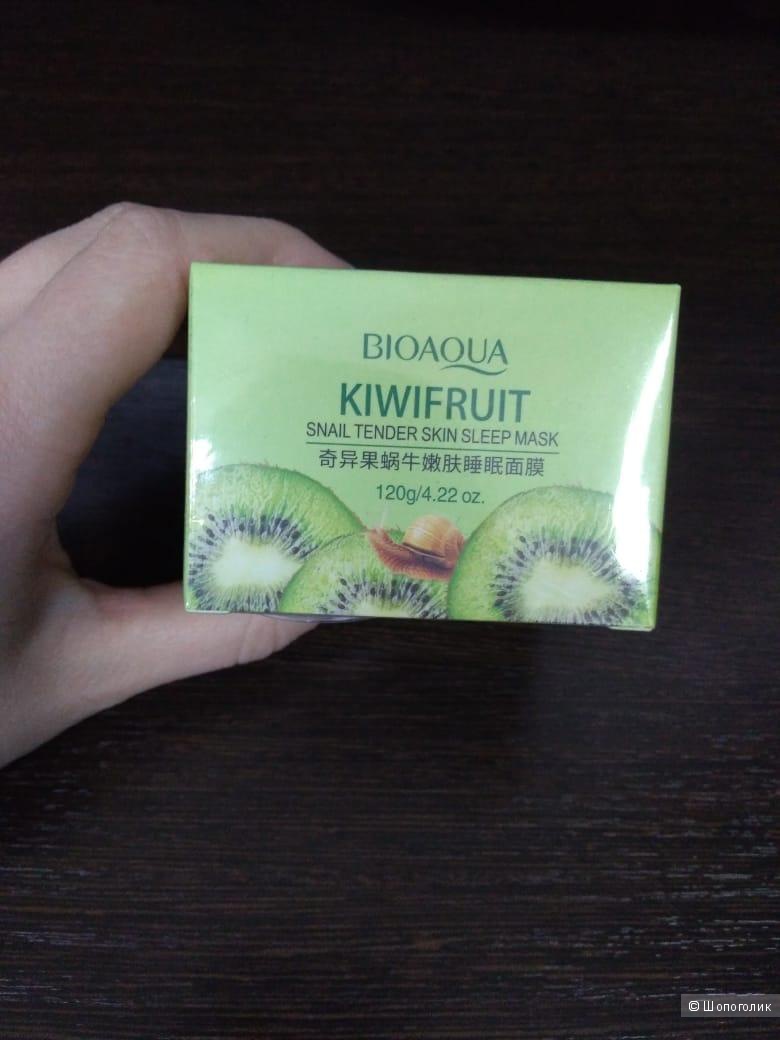 BIOAQUA
KIWIFRUIT
SNAIL TENDER SKIN SLEEP MASK
奇异果蜗牛嫩肤睡眠面膜
120g/4.22 oz.
© Шопоголик